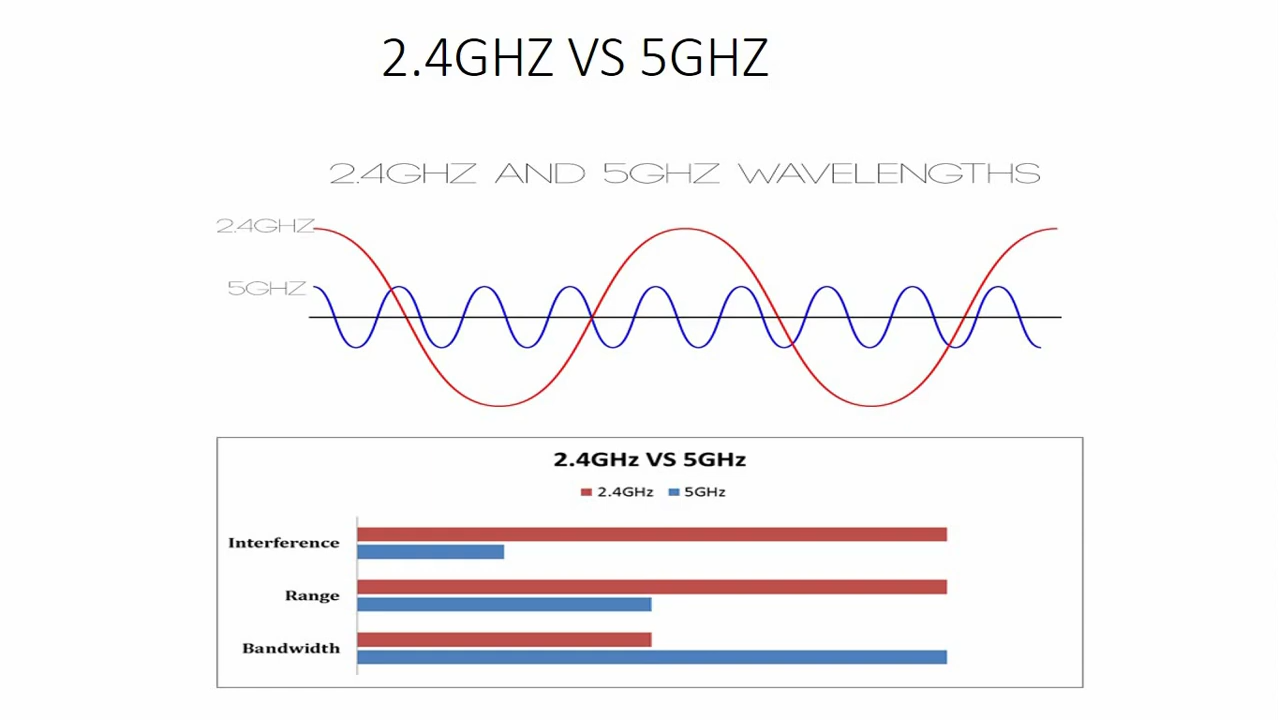 2.4GHZ VS 5GHZ
2.4GHZ AND 5GHZ WAVELENGTHS
2.4GHZ
5GHZ
2.4GHz VS 5GHz
2.4GHz 5GHz
Interference
Range
Bandwidth